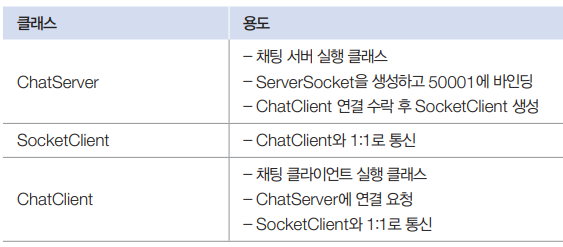 클래스 용도
ChatServer
– 채팅 서버 실행 클래스
– ServerSocket을 생성하고 50001에 바인딩
– ChatClient 연결 수락 후 SocketClient 생성
SocketClient
– ChatClient와 1:1로 통신
ChatClient
– 채팅 클라이언트 실행 클래스
– ChatServer에 연결 요청
– SocketClient와 1:1로 통신